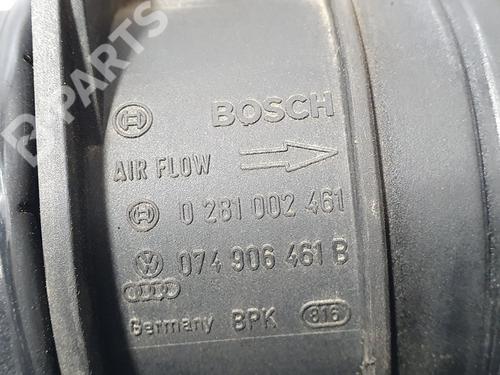 B-PARTS
BOSCH
AIR FLOW
0 281 002 461
074 906 461 B
Germany BPK 816